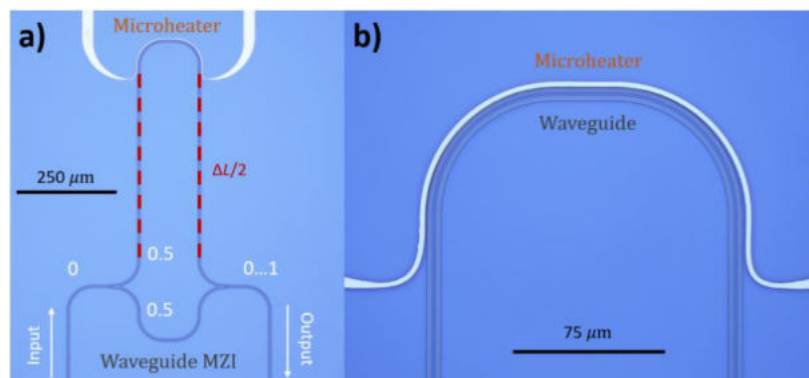 a)
Microheater
250 μm
ΔL/2
0
0.5
0...1
0.5
Input
Output
Waveguide MZI
b)
Microheater
Waveguide
75 μm